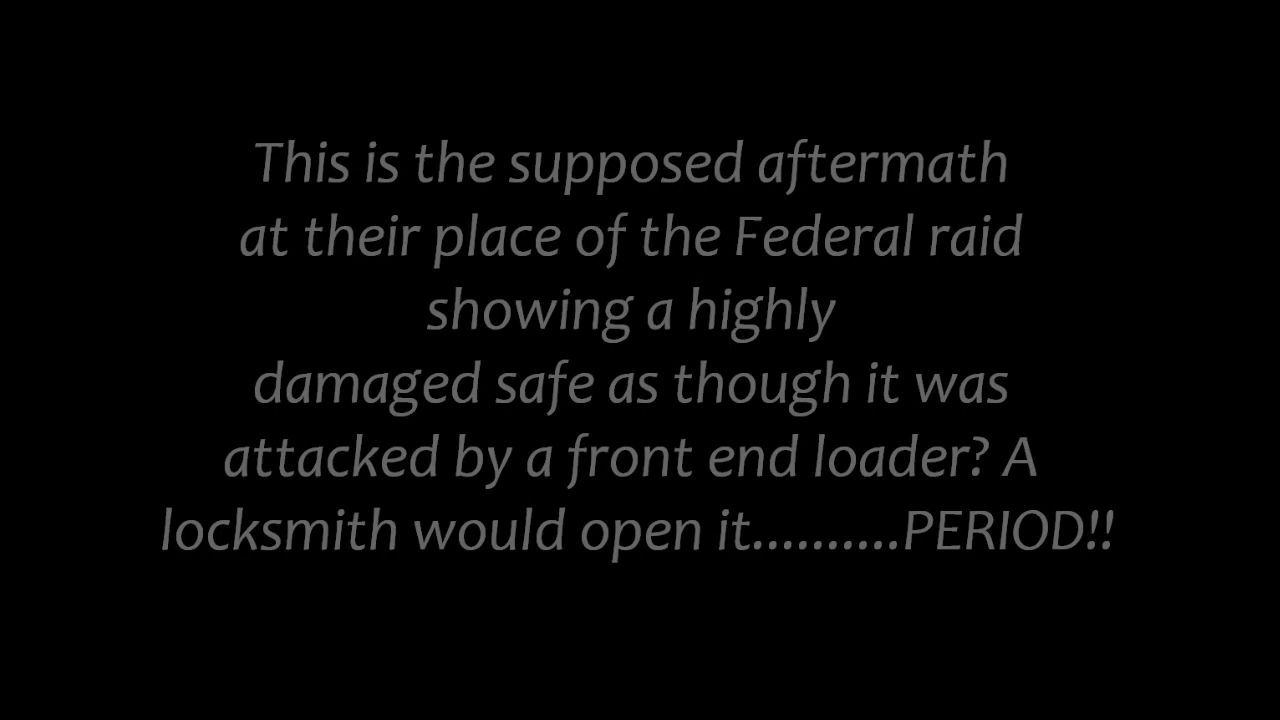 This is the supposed aftermath
at their place of the Federal raid
showing a highly
damaged safe as though it was
attacked by a front end loader? A
locksmith would open it..........PERIOD!!